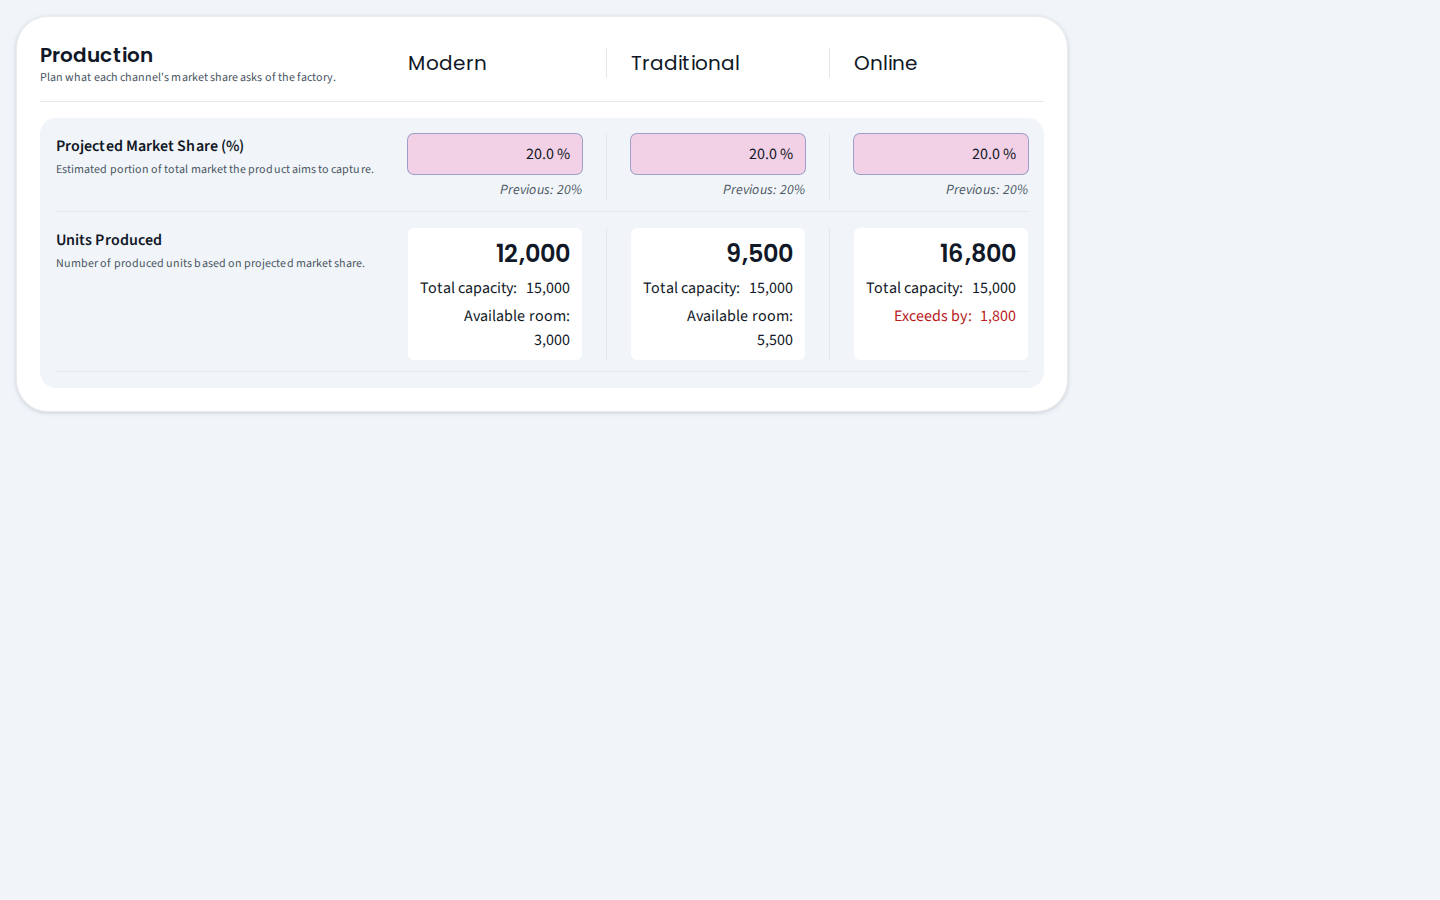 Production
Plan what each channel's market share asks of the factory.
Modern
Traditional
Online
Projected Market Share (%)
Estimated portion of total market the product aims to capture.
20.0 %
Previous: 20%
20.0 %
Previous: 20%
20.0 %
Previous: 20%
Units Produced
Number of produced units based on projected market share.
12,000
Total capacity: 15,000
Available room:
3,000
9,500
Total capacity: 15,000
Available room:
5,500
16,800
Total capacity: 15,000
Exceeds by: 1,800